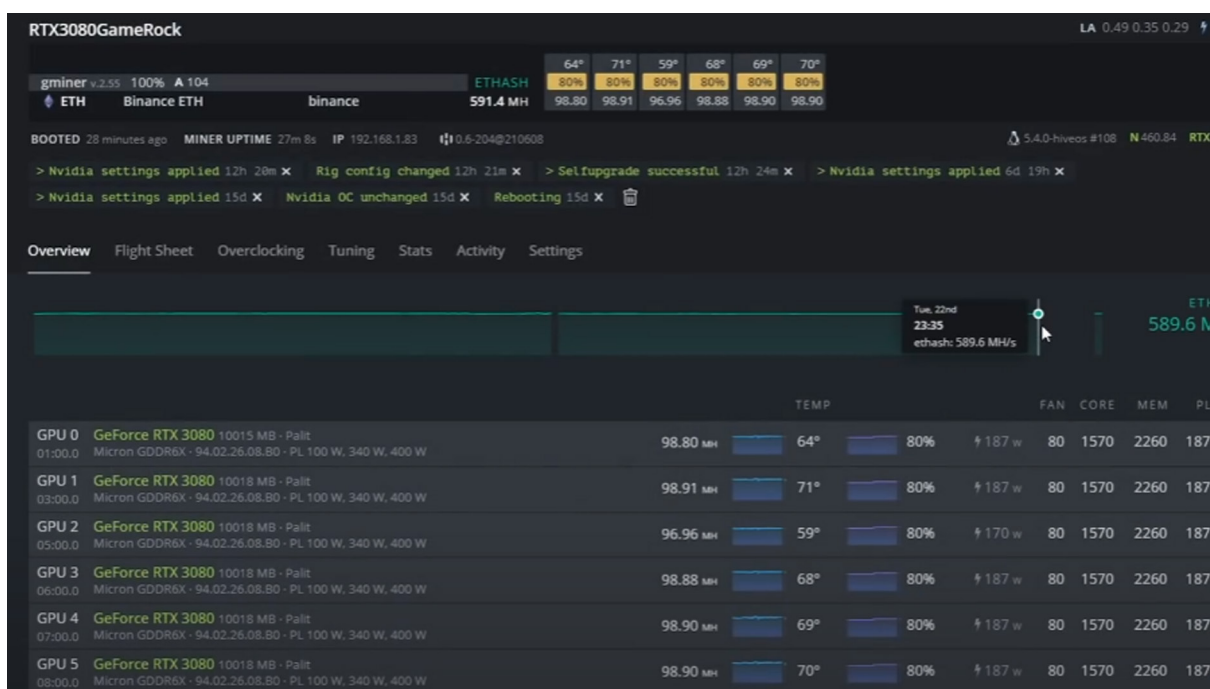 RTX3080GameRock
LA 0.49 0.35 0.29
64° 71° 59° 68° 69° 70°
gminer v.2.55 100% A 104 ETHASH 80% 80% 80% 80% 80% 80%
ETH Binance ETH binance 591.4 MH 98.80 98.91 96.96 98.88 98.90 98.90
BOOTED 28 minutes ago MINER UPTIME 27m 8s IP 192.168.1.83 0.6-204@210608 5.4.0-hiveos #108 N 460.84 RTX
> Nvidia settings applied 12h 20m × Rig config changed 12h 21m × > Selfupgrade successful 12h 24m × > Nvidia settings applied 6d 19h ×
> Nvidia settings applied 15d × Nvidia OC unchanged 15d × Rebooting 15d ×
Overview Flight Sheet Overclocking Tuning Stats Activity Settings
Tue, 22nd
23:35
ethash: 589.6 MH/s
ETH
589.6 M
TEMP FAN CORE MEM PL
GPU 0 GeForce RTX 3080 10015 MB · Palit
01:00.0 Micron GDDR6X · 94.02.26.08.B0 · PL 100 W, 340 W, 400 W
98.80 MH 64° 80% 187 W 80 1570 2260 187
GPU 1 GeForce RTX 3080 10018 MB · Palit
03:00.0 Micron GDDR6X · 94.02.26.08.B0 · PL 100 W, 340 W, 400 W
98.91 MH 71° 80% 187 W 80 1570 2260 187
GPU 2 GeForce RTX 3080 10018 MB · Palit
05:00.0 Micron GDDR6X · 94.02.26.08.B0 · PL 100 W, 340 W, 400 W
96.96 MH 59° 80% 170 W 80 1570 2260 187
GPU 3 GeForce RTX 3080 10018 MB · Palit
06:00.0 Micron GDDR6X · 94.02.26.08.B0 · PL 100 W, 340 W, 400 W
98.88 MH 68° 80% 187 W 80 1570 2260 187
GPU 4 GeForce RTX 3080 10018 MB · Palit
07:00.0 Micron GDDR6X · 94.02.26.08.B0 · PL 100 W, 340 W, 400 W
98.90 MH 69° 80% 187 W 80 1570 2260 187
GPU 5 GeForce RTX 3080 10018 MB · Palit
08:00.0 Micron GDDR6X · 94.02.26.08.B0 · PL 100 W, 340 W, 400 W
98.90 MH 70° 80% 187 W 80 1570 2260 187